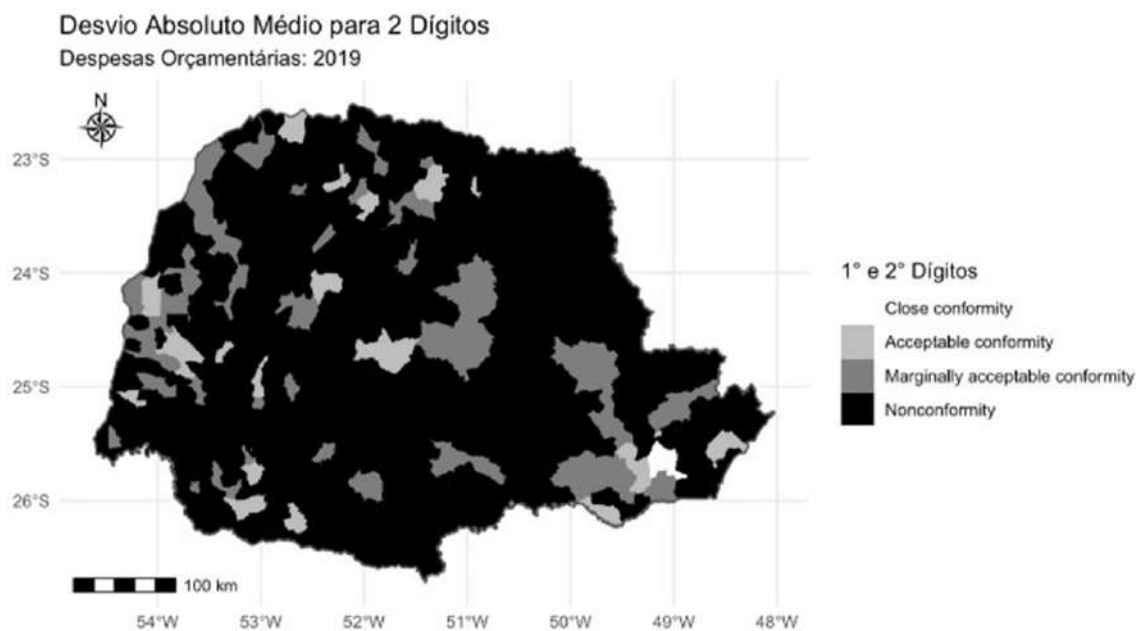 Desvio Absoluto Médio para 2 Dígitos
Despesas Orçamentárias: 2019
N
23°S
24°S
25°S
26°S
1° e 2° Dígitos
Close conformity
Acceptable conformity
Marginally acceptable conformity
Nonconformity
100 km
54°W
53°W
52°W
51°W
50°W
49°W
48°W